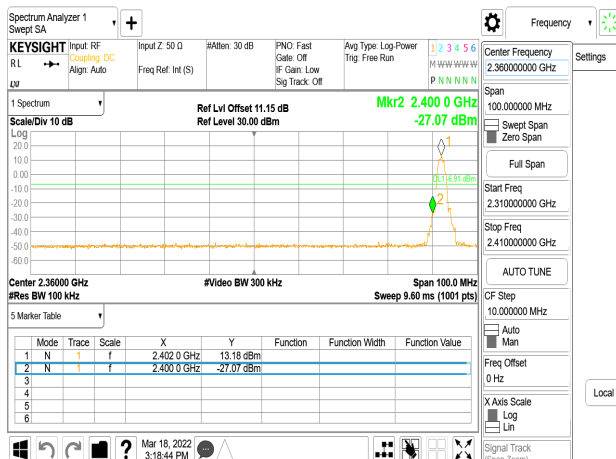 Spectrum Analyzer 1
Swept SA
Frequency
KEYSIGHT
RL
Input: RF
Coupling: DC
Align: Auto
Input Z: 50 Ω
Freq Ref: Int (S)
#Atten: 30 dB
PNO: Fast
Gate: Off
IF Gain: Low
Sig Track: Off
Avg Type: Log-Power
Trig: Free Run
1 2 3 4 5 6
M W W W W W
P N N N N N
Center Frequency
2.360000000 GHz
Settings
Span
100.000000 MHz
Swept Span
Zero Span
Full Span
Start Freq
2.310000000 GHz
Stop Freq
2.410000000 GHz
AUTO TUNE
CF Step
10.000000 MHz
Auto
Man
Freq Offset
0 Hz
Local
X Axis Scale
Log
Lin
Signal Track
(Span Zoom)
1 Spectrum
Scale/Div 10 dB
Ref Lvl Offset 11.15 dB
Ref Level 30.00 dBm
Mkr2 2.400 0 GHz
-27.07 dBm
Log
20.0
10.0
0.00
-10.0
-20.0
-30.0
-40.0
-50.0
-60.0
1
DL1 -6.91 dBm
2
Center 2.36000 GHz
#Res BW 100 kHz
#Video BW 300 kHz
Span 100.0 MHz
Sweep 9.60 ms (1001 pts)
5 Marker Table
Mode Trace Scale X Y Function Function Width Function Value
1 N 1 f 2.402 0 GHz 13.18 dBm
2 N 1 f 2.400 0 GHz -27.07 dBm
3
4
5
6
Mar 18, 2022
3:18:44 PM